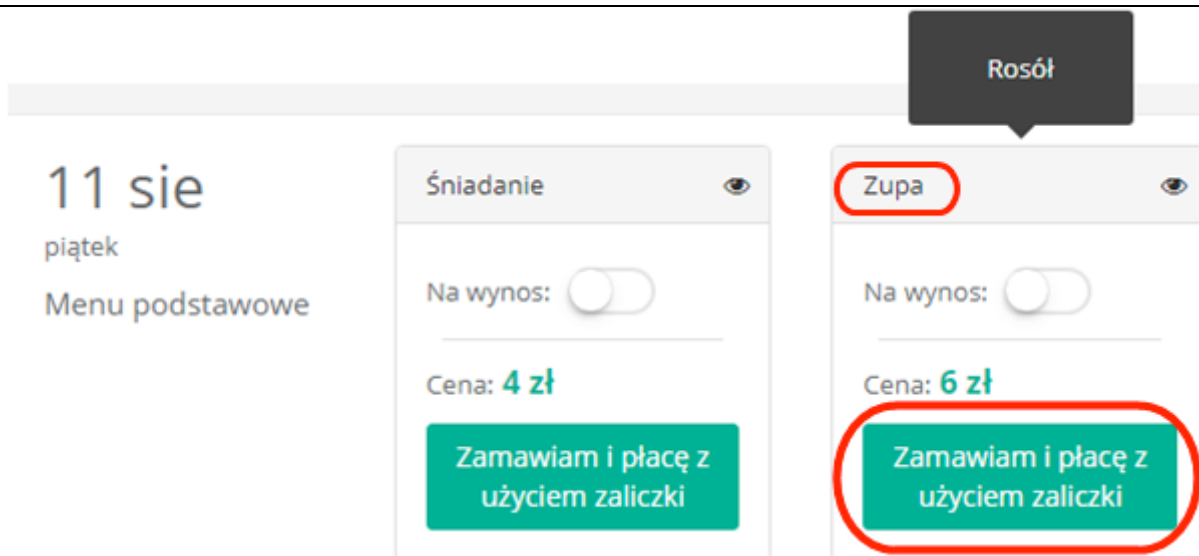 Rosół
11 sie
piątek
Menu podstawowe
Śniadanie
Na wynos:
Cena: 4 zł
Zamawiam i płacę z
użyciem zaliczki
Zupa
Na wynos:
Cena: 6 zł
Zamawiam i płacę z
użyciem zaliczki